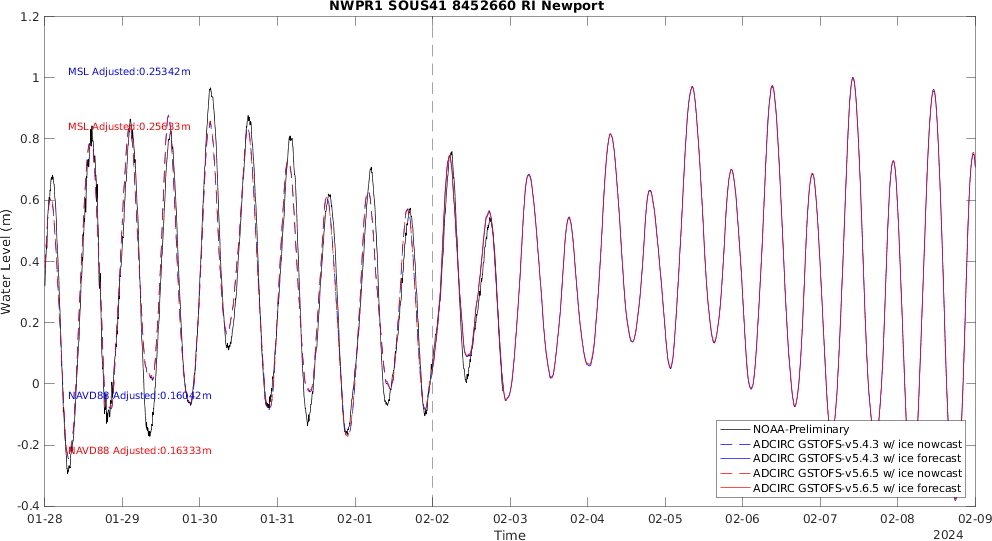 NWPR1 SOUS41 8452660 RI Newport
1.2
1
0.8
0.6
0.4
0.2
0
-0.2
-0.4
Water Level (m)
MSL Adjusted:0.25342m
MSL Adjusted:0.25633m
NAVD88 Adjusted:0.16042m
NAVD88 Adjusted:0.16333m
NOAA-Preliminary
ADCIRC GSTOFS-v5.4.3 w/ ice nowcast
ADCIRC GSTOFS-v5.4.3 w/ ice forecast
ADCIRC GSTOFS-v5.6.5 w/ ice nowcast
ADCIRC GSTOFS-v5.6.5 w/ ice forecast
01-28 01-29 01-30 01-31 02-01 02-02 02-03 02-04 02-05 02-06 02-07 02-08 02-09
Time
2024